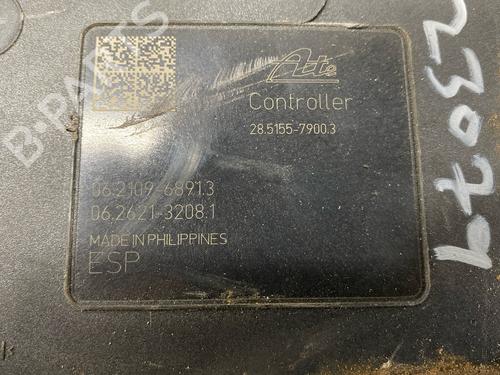 Ate
Controller
28.5155-7900.3
06.2109-6891.3
06.2621-3208.1
MADE IN PHILIPPINES
ESP
B-PARTS